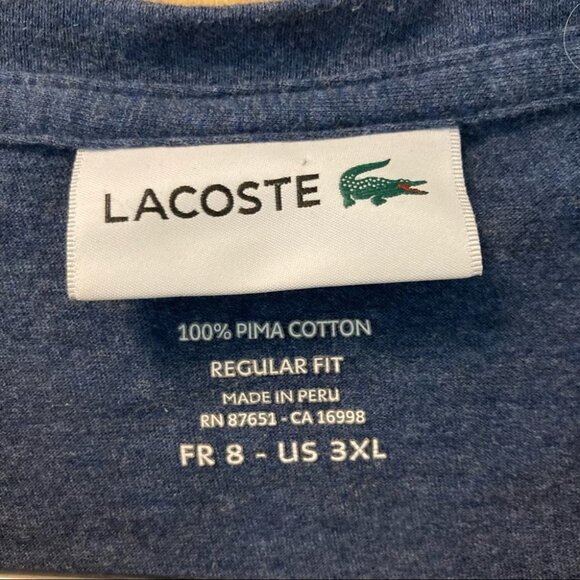 LACOSTE
100% PIMA COTTON
REGULAR FIT
MADE IN PERU
RN 87651 - CA 16998
FR 8 - US 3XL